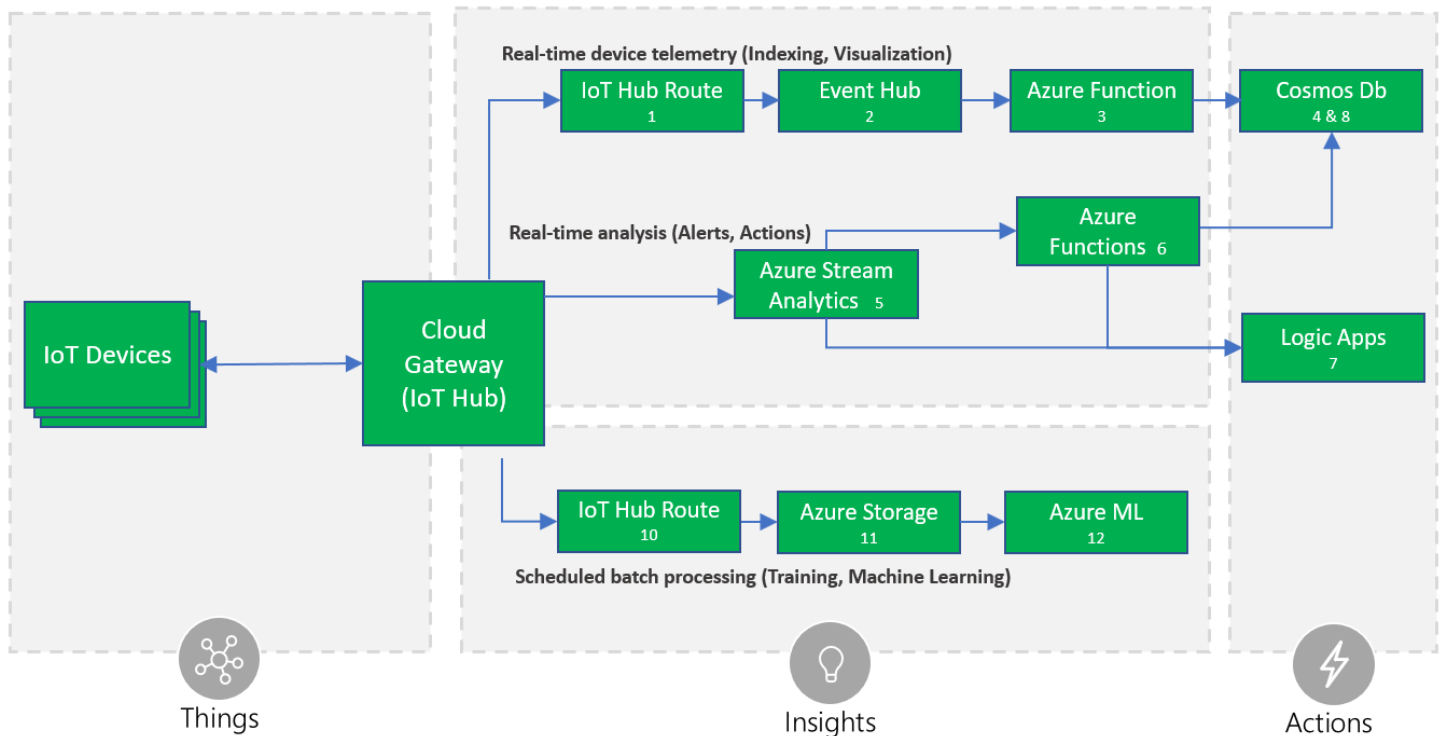 Real-time device telemetry (Indexing, Visualization)
IoT Hub Route
1
Event Hub
2
Azure Function
3
Cosmos Db
4 & 8
Real-time analysis (Alerts, Actions)
Azure Stream
Analytics 5
Azure
Functions 6
Logic Apps
7
IoT Devices
Cloud
Gateway
(IoT Hub)
IoT Hub Route
10
Azure Storage
11
Azure ML
12
Scheduled batch processing (Training, Machine Learning)
Things
Insights
Actions